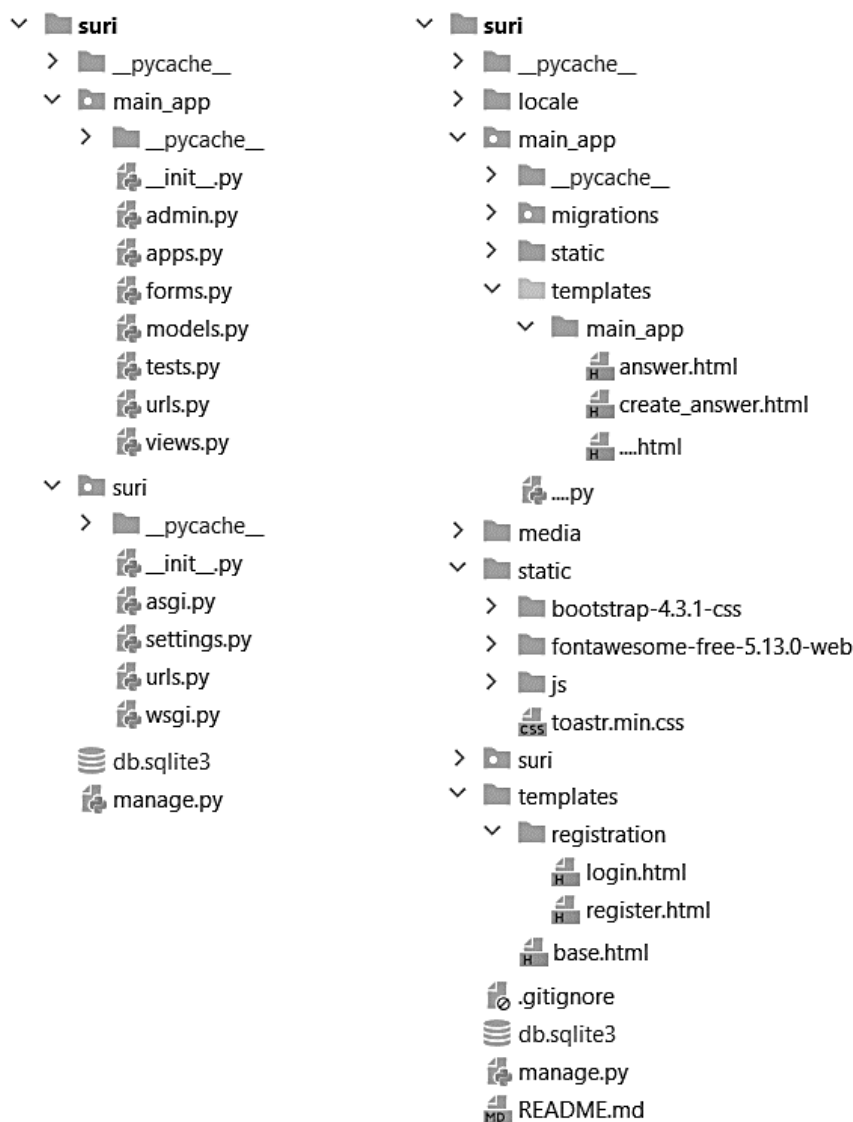 suri
__pycache__
main_app
__pycache__
__init__.py
admin.py
apps.py
forms.py
models.py
tests.py
urls.py
views.py
suri
__pycache__
__init__.py
asgi.py
settings.py
urls.py
wsgi.py
db.sqlite3
manage.py
suri
__pycache__
locale
main_app
__pycache__
migrations
static
templates
main_app
H answer.html
H create_answer.html
H ....html
....py
media
static
bootstrap-4.3.1-css
fontawesome-free-5.13.0-web
js
CSS toastr.min.css
suri
templates
registration
H login.html
H register.html
H base.html
.gitignore
db.sqlite3
manage.py
MD README.md